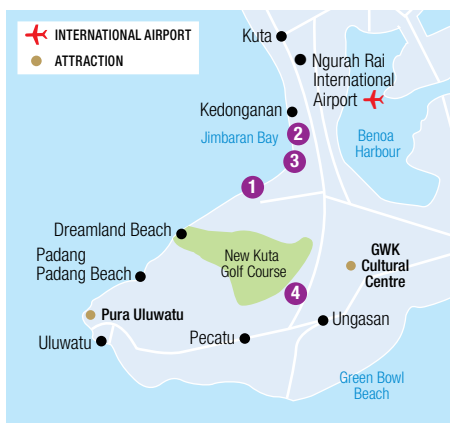 INTERNATIONAL AIRPORT
ATTRACTION
Kuta
Ngurah Rai
International
Airport
Kedonganan
Jimbaran Bay
Benoa
Harbour
2
3
1
Dreamland Beach
Padang
Padang Beach
New Kuta
Golf Course
GWK
Cultural
Centre
4
Pura Uluwatu
Uluwatu
Pecatu
Ungasan
Green Bowl
Beach